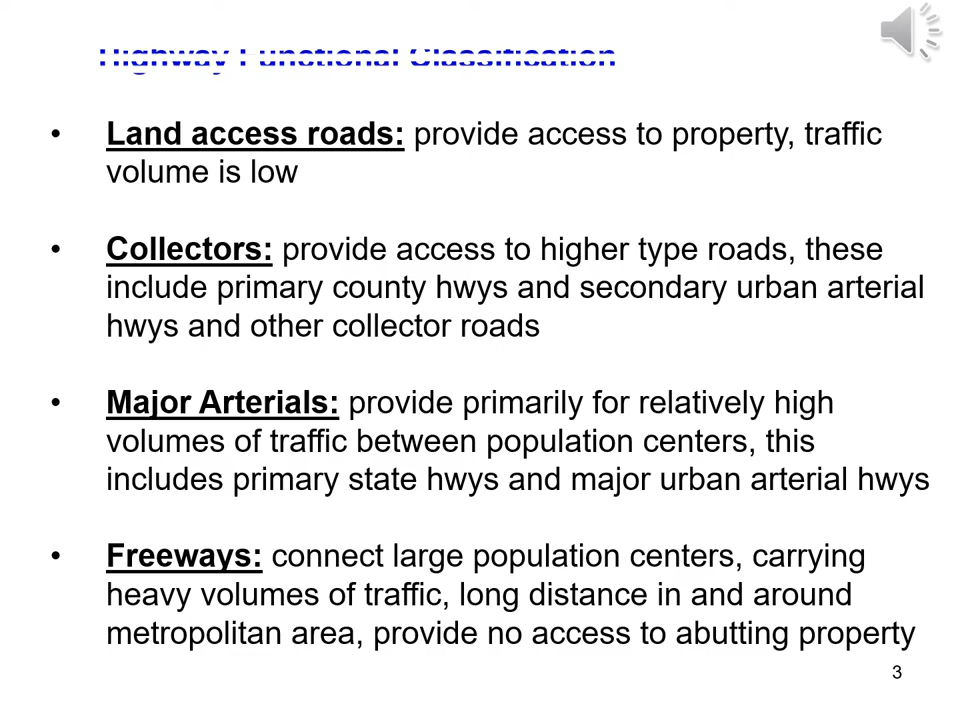 Highway Functional Classification
• Land access roads: provide access to property, traffic
volume is low
• Collectors: provide access to higher type roads, these
include primary county hwys and secondary urban arterial
hwys and other collector roads
• Major Arterials: provide primarily for relatively high
volumes of traffic between population centers, this
includes primary state hwys and major urban arterial hwys
• Freeways: connect large population centers, carrying
heavy volumes of traffic, long distance in and around
metropolitan area, provide no access to abutting property
3